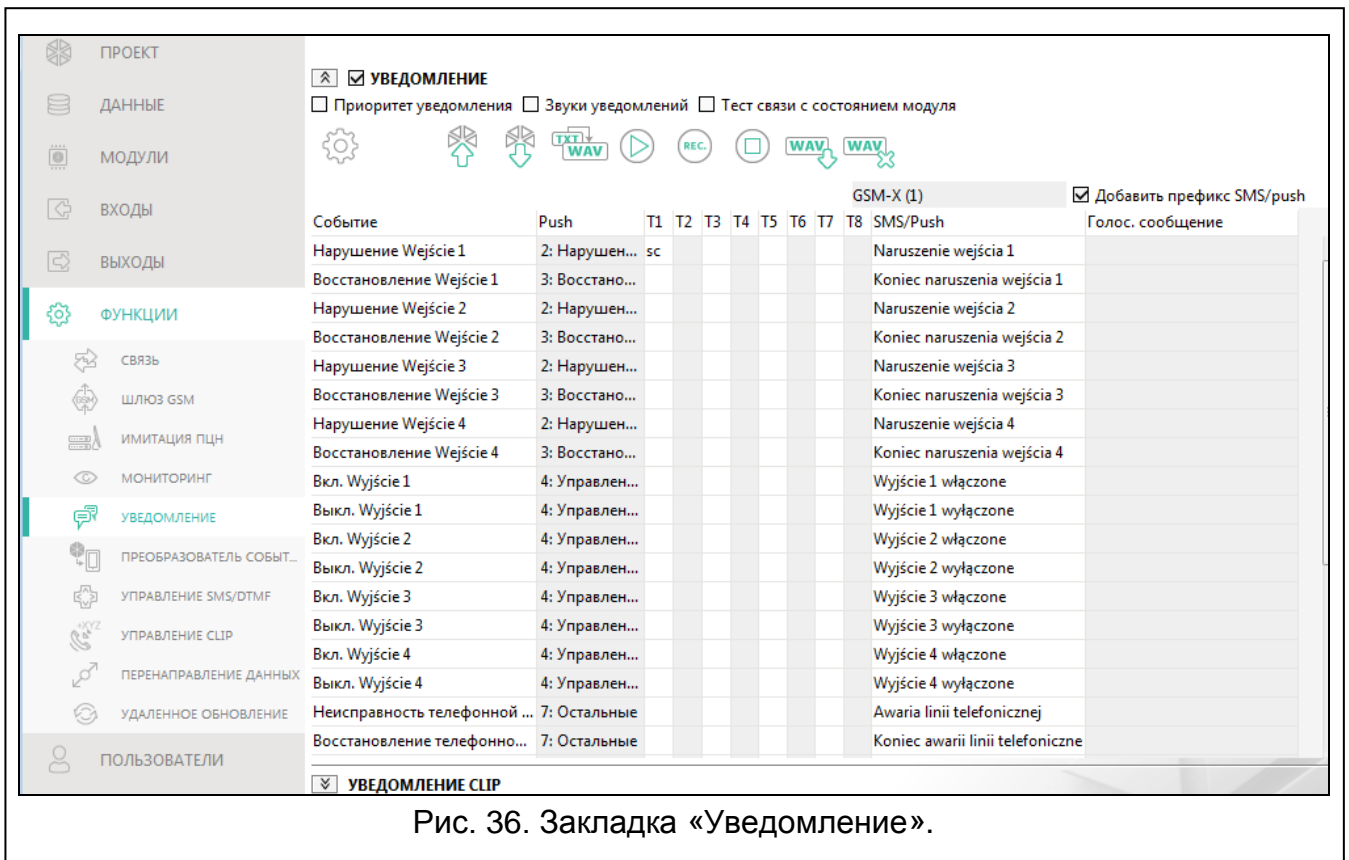 ПРОЕКТ
ДАННЫЕ
МОДУЛИ
ВХОДЫ
ВЫХОДЫ
ФУНКЦИИ
СВЯЗЬ
GSM
ШЛЮЗ GSM
ИМИТАЦИЯ ПЦН
МОНИТОРИНГ
УВЕДОМЛЕНИЕ
ПРЕОБРАЗОВАТЕЛЬ СОБЫТ...
УПРАВЛЕНИЕ SMS/DTMF
+XYZ
УПРАВЛЕНИЕ CLIP
ПЕРЕНАПРАВЛЕНИЕ ДАННЫХ
УДАЛЕННОЕ ОБНОВЛЕНИЕ
ПОЛЬЗОВАТЕЛИ
УВЕДОМЛЕНИЕ
Приоритет уведомления Звуки уведомлений Тест связи с состоянием модуля
TXT WAV REC. WAV WAV
GSM-X (1) Добавить префикс SMS/push
Событие Push T1 T2 T3 T4 T5 T6 T7 T8 SMS/Push Голос. сообщение
Нарушение Wejście 1 2: Нарушен... sc Naruszenie wejścia 1
Восстановление Wejście 1 3: Восстано... Koniec naruszenia wejścia 1
Нарушение Wejście 2 2: Нарушен... Naruszenie wejścia 2
Восстановление Wejście 2 3: Восстано... Koniec naruszenia wejścia 2
Нарушение Wejście 3 2: Нарушен... Naruszenie wejścia 3
Восстановление Wejście 3 3: Восстано... Koniec naruszenia wejścia 3
Нарушение Wejście 4 2: Нарушен... Naruszenie wejścia 4
Восстановление Wejście 4 3: Восстано... Koniec naruszenia wejścia 4
Вкл. Wyjście 1 4: Управлен... Wyjście 1 włączone
Выкл. Wyjście 1 4: Управлен... Wyjście 1 wyłączone
Вкл. Wyjście 2 4: Управлен... Wyjście 2 włączone
Выкл. Wyjście 2 4: Управлен... Wyjście 2 wyłączone
Вкл. Wyjście 3 4: Управлен... Wyjście 3 włączone
Выкл. Wyjście 3 4: Управлен... Wyjście 3 wyłączone
Вкл. Wyjście 4 4: Управлен... Wyjście 4 włączone
Выкл. Wyjście 4 4: Управлен... Wyjście 4 wyłączone
Неисправность телефонной ... 7: Остальные Awaria linii telefonicznej
Восстановление телефонно... 7: Остальные Koniec awarii linii telefoniczne
УВЕДОМЛЕНИЕ CLIP
Рис. 36. Закладка «Уведомление».